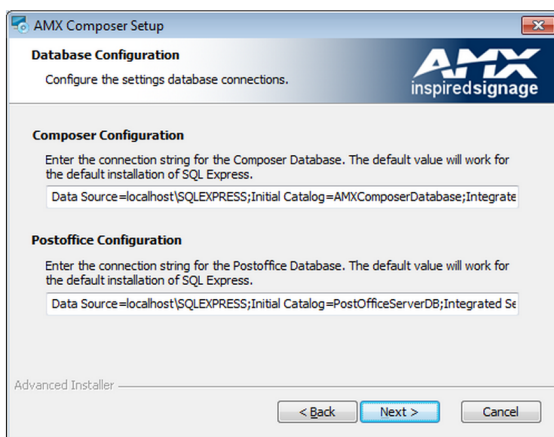 AMX Composer Setup
Database Configuration
Configure the settings database connections.
AMX
inspiredsignage
Composer Configuration
Enter the connection string for the Composer Database. The default value will work for
the default installation of SQL Express.
Data Source=localhost\SQLEXPRESS;Initial Catalog=AMXComposerDatabase;Integrate
Postoffice Configuration
Enter the connection string for the Postoffice Database. The default value will work for
the default installation of SQL Express.
Data Source=localhost\SQLEXPRESS;Initial Catalog=PostOfficeServerDB;Integrated Se
Advanced Installer
< Back Next > Cancel